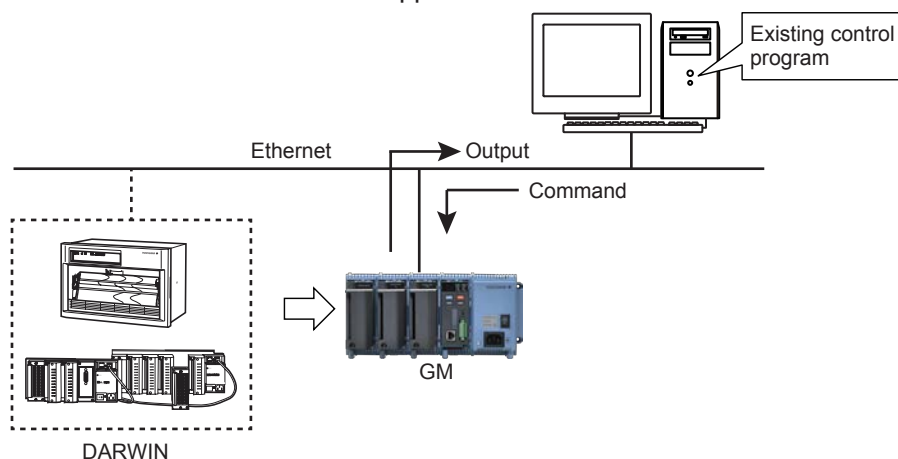 Existing control
program
Ethernet
Output
Command
GM
DARWIN